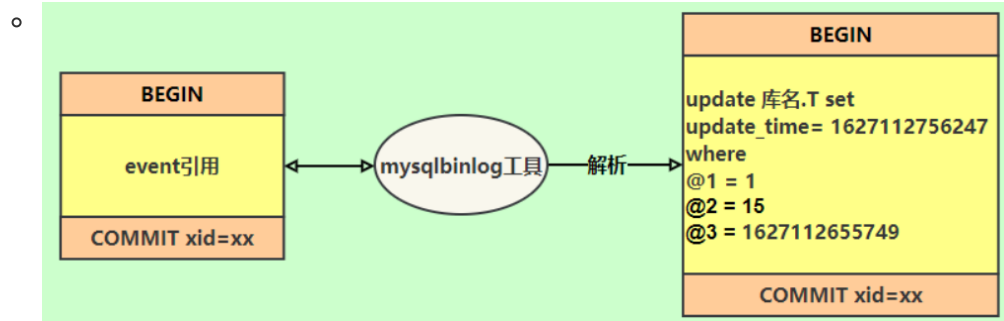 BEGIN
event引用
COMMIT xid=xx
mysqlbinlog工具
解析
BEGIN
update 库名.T set
update_time= 1627112756247
where
@1 = 1
@2 = 15
@3 = 1627112655749
COMMIT xid=xx